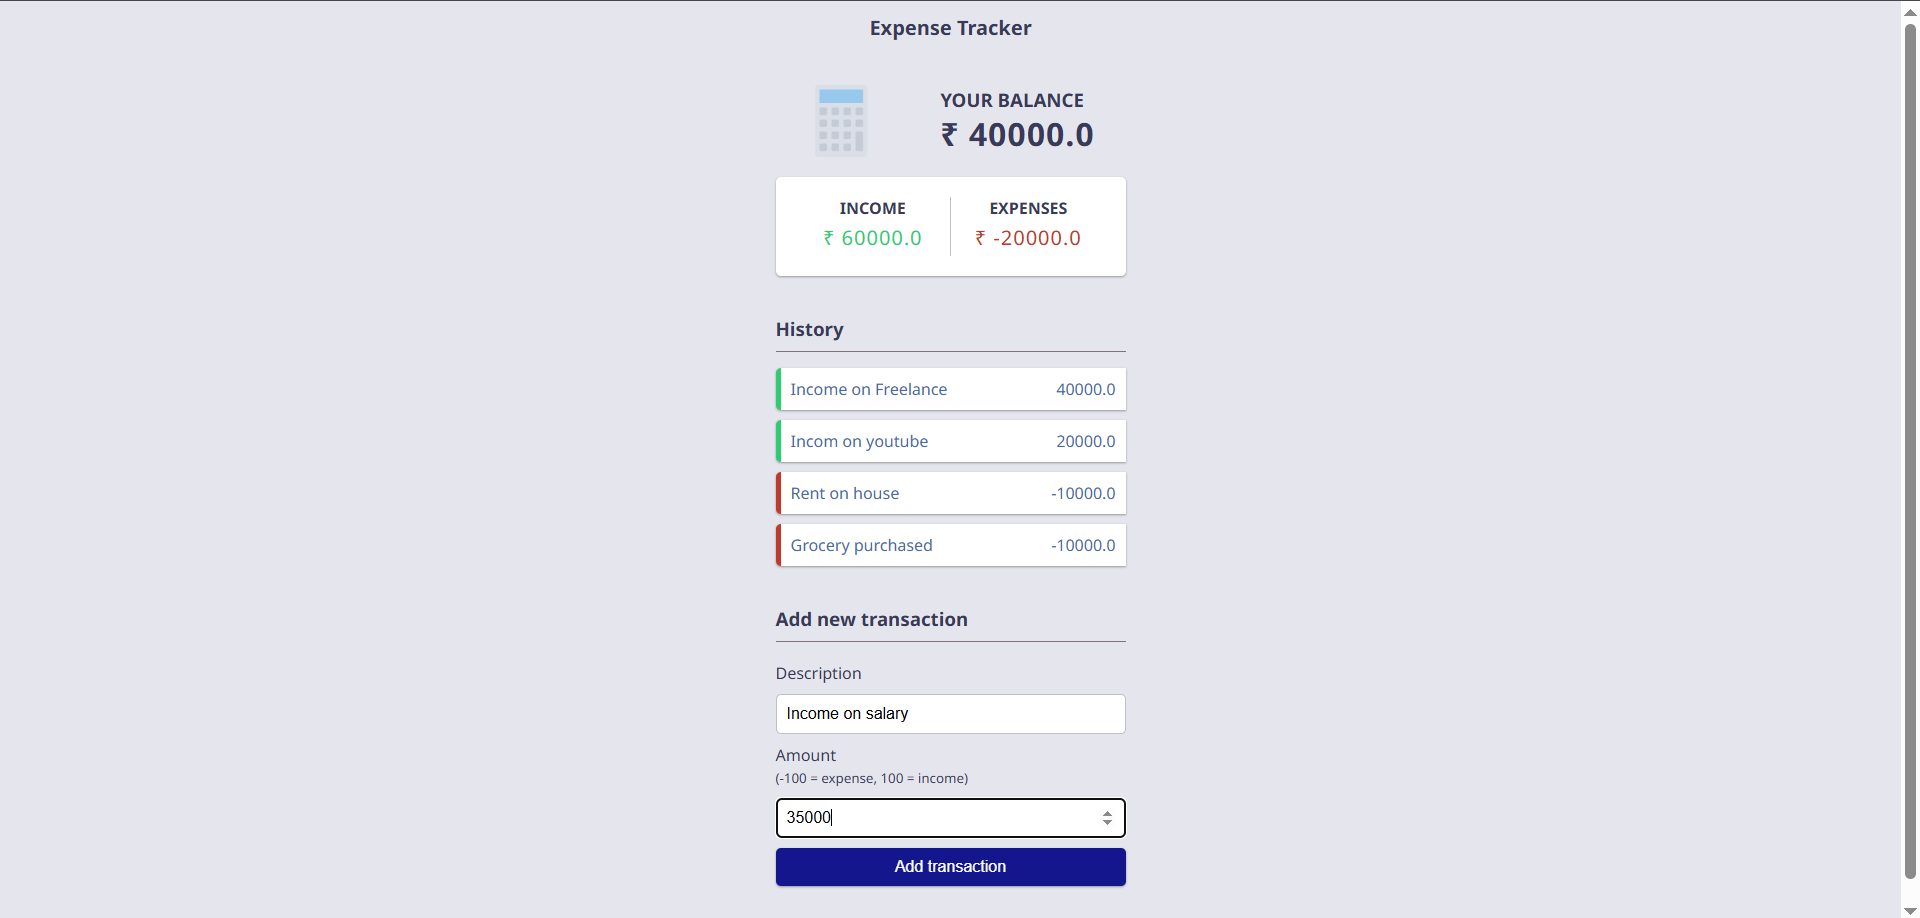 Expense Tracker
YOUR BALANCE
₹ 40000.0
INCOME
₹ 60000.0
EXPENSES
₹ -20000.0
History
Income on Freelance 40000.0
Incom on youtube 20000.0
Rent on house -10000.0
Grocery purchased -10000.0
Add new transaction
Description
Income on salary
Amount
(-100 = expense, 100 = income)
35000
Add transaction